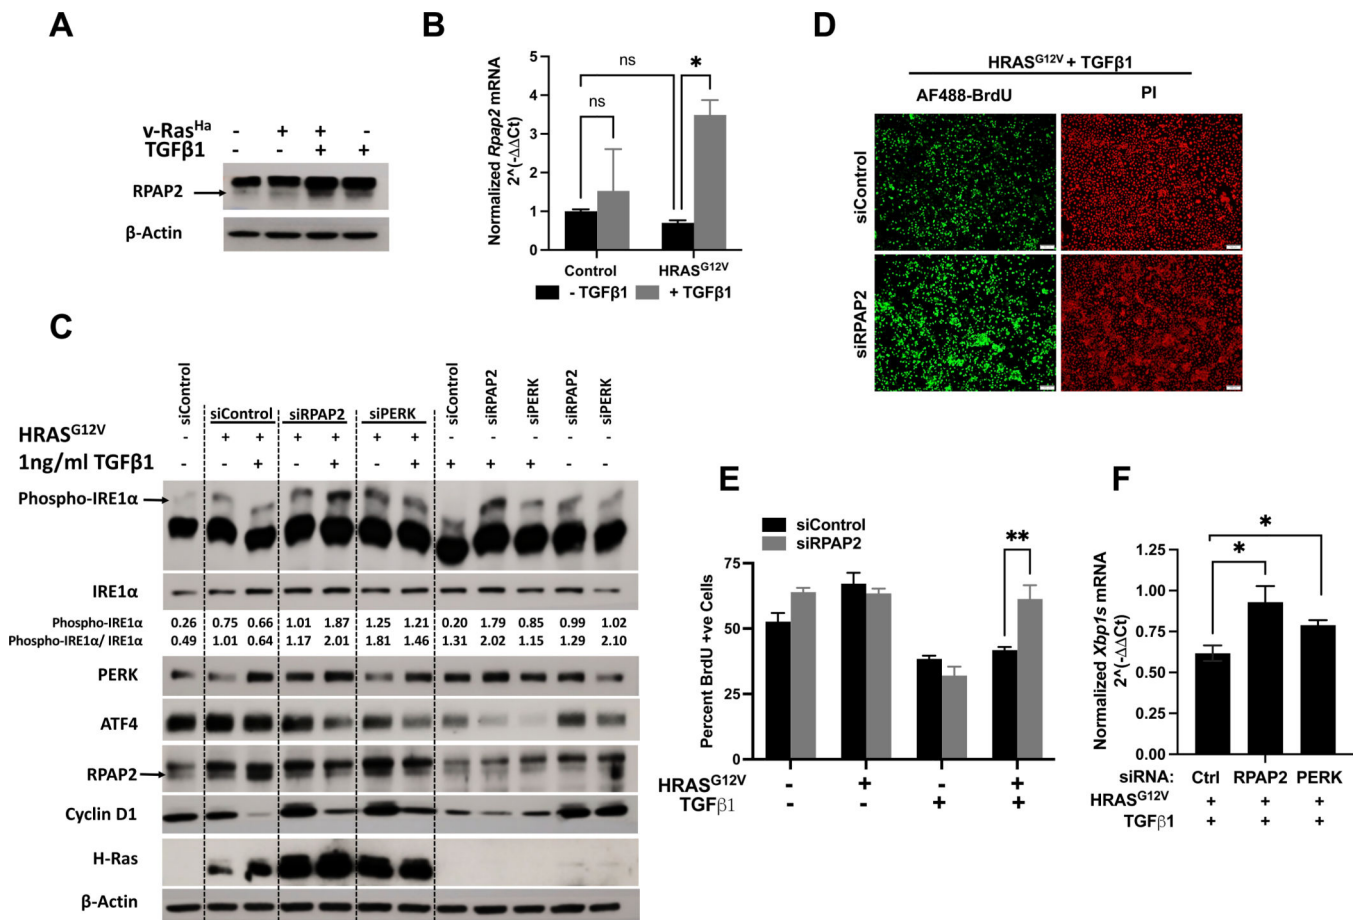 A
v-Ras^Ha - + + -
TGFβ1 - - + +
RPAP2
β-Actin
B
Normalized Rpap2 mRNA
2^(-ΔΔCt)
5
4
3
2
1
0
ns
ns
*
Control HRAS^G12V
- TGFβ1 + TGFβ1
D
HRAS^G12V + TGFβ1
AF488-BrdU PI
siControl
siRPAP2
C
siControl siControl siRPAP2 siPERK siControl siRPAP2 siPERK siRPAP2 siPERK
HRAS^G12V - + + + + + + - - - - -
1ng/ml TGFβ1 - - + - + - + + + + - -
Phospho-IRE1α
IRE1α
Phospho-IRE1α 0.26 0.75 0.66 1.01 1.87 1.25 1.21 0.20 1.79 0.85 0.99 1.02
Phospho-IRE1α/ IRE1α 0.49 1.01 0.64 1.17 2.01 1.81 1.46 1.31 2.02 1.15 1.29 2.10
PERK
ATF4
RPAP2
Cyclin D1
H-Ras
β-Actin
E
siControl
siRPAP2
Percent BrdU +ve Cells
75
50
25
0
**
HRAS^G12V - + - +
TGFβ1 - - + +
F
Normalized Xbp1s mRNA
2^(-ΔΔCt)
1.25
1.00
0.75
0.50
0.25
0.00
*
*
siRNA: Ctrl RPAP2 PERK
HRAS^G12V + + +
TGFβ1 + + +